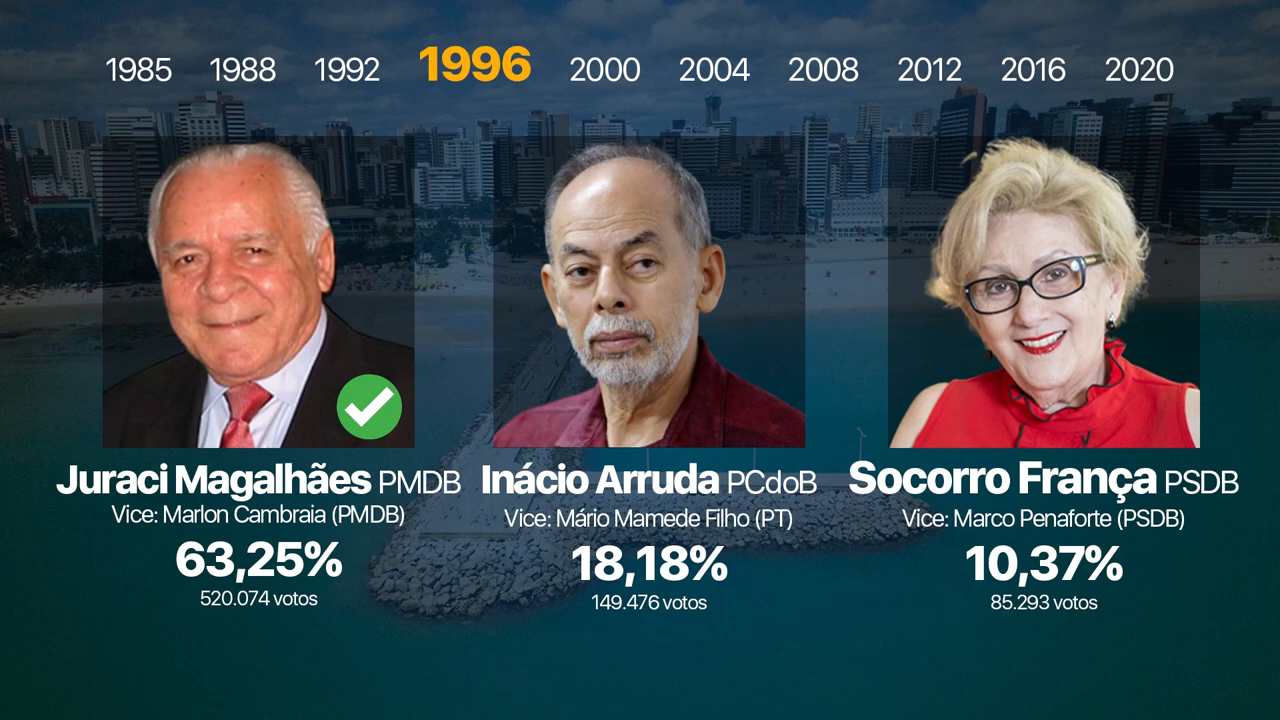 1985 1988 1992 1996 2000 2004 2008 2012 2016 2020
Juraci Magalhães PMDB
Vice: Marlon Cambraia (PMDB)
63,25%
520.074 votos
Inácio Arruda PCdoB
Vice: Mário Mamede Filho (PT)
18,18%
149.476 votos
Socorro França PSDB
Vice: Marco Penaforte (PSDB)
10,37%
85.293 votos